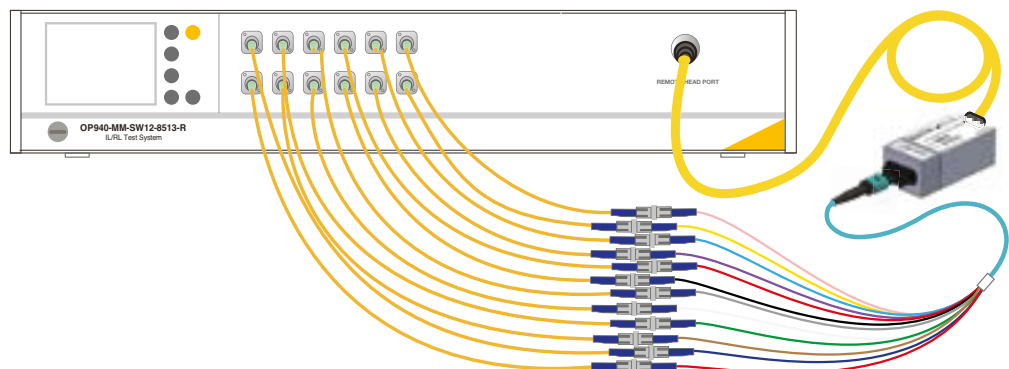 REMOTE HEAD PORT
OP940-MM-SW12-8513-R
IL/RL Test System